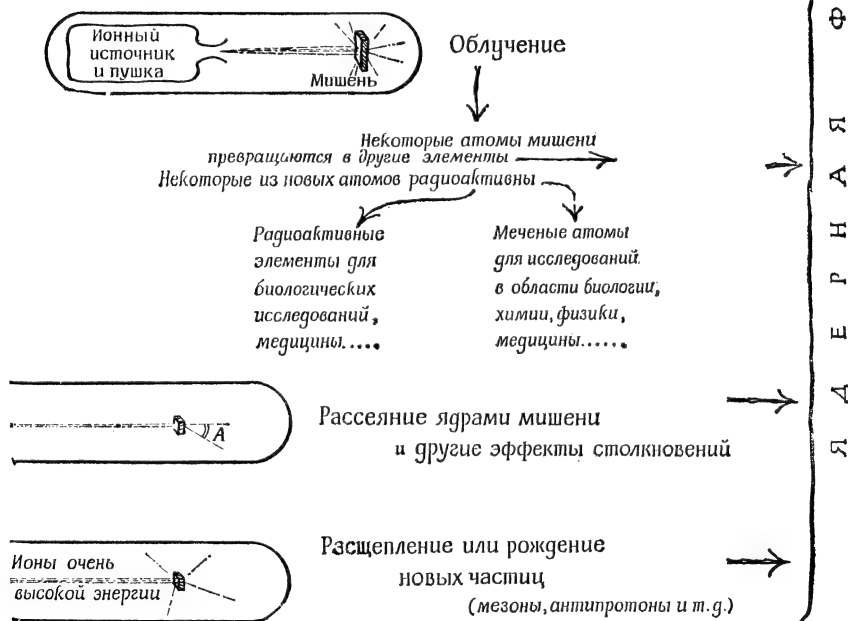 Ионный
источник
и пушка
Мишень
Облучение
Некоторые атомы мишени
превращаются в другие элементы
Некоторые из новых атомов радиоактивны
Радиоактивные
элементы для
биологических
исследований,
медицины.....
Меченые атомы
для исследований
в области биологии,
химии, физики,
медицины......
А
Рассеяние ядрами мишени
и другие эффекты столкновений
Ионы очень
высокой энергии
Расщепление или рождение
новых частиц
(мезоны, антипротоны и т.д.)
ЯДЕРНАЯ Ф